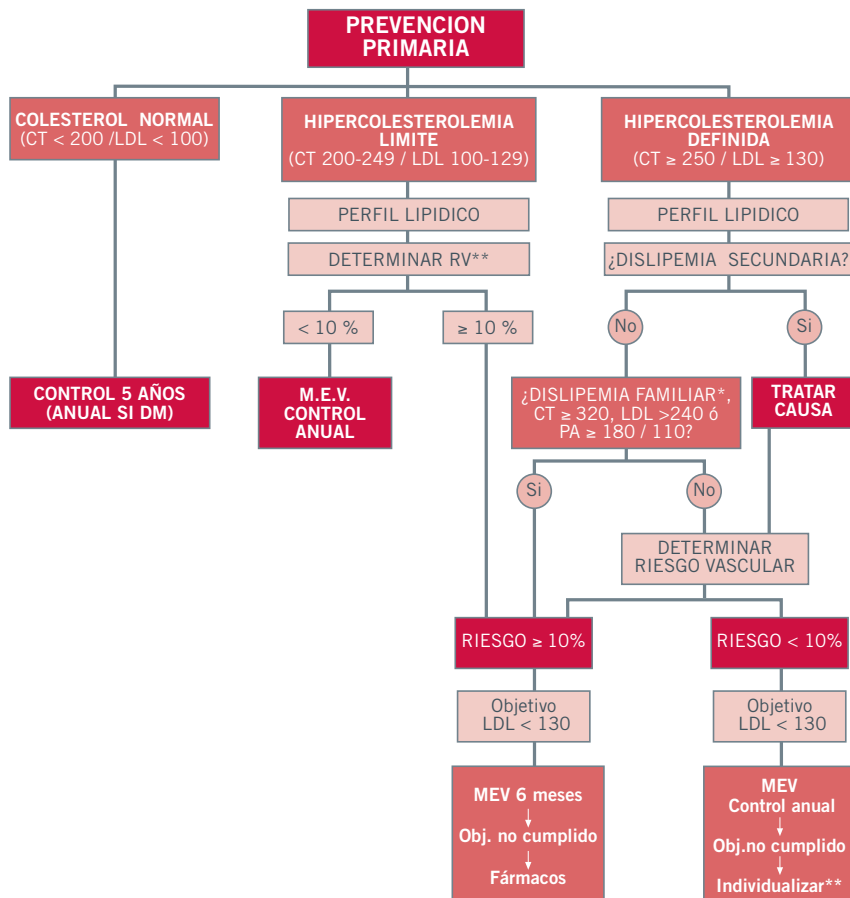 PREVENCION
PRIMARIA
COLESTEROL NORMAL
(CT < 200 /LDL < 100)
HIPERCOLESTEROLEMIA
LIMITE
(CT 200-249 / LDL 100-129)
HIPERCOLESTEROLEMIA
DEFINIDA
(CT ≥ 250 / LDL ≥ 130)
PERFIL LIPIDICO
PERFIL LIPIDICO
DETERMINAR RV**
¿DISLIPEMIA SECUNDARIA?
< 10 %
≥ 10 %
No
Si
CONTROL 5 AÑOS
(ANUAL SI DM)
M.E.V.
CONTROL
ANUAL
¿DISLIPEMIA FAMILIAR*,
CT ≥ 320, LDL >240 ó
PA ≥ 180 / 110?
TRATAR
CAUSA
Si
No
DETERMINAR
RIESGO VASCULAR
RIESGO ≥ 10%
RIESGO < 10%
Objetivo
LDL < 130
Objetivo
LDL < 130
MEV 6 meses
↓
Obj. no cumplido
↓
Fármacos
MEV
Control anual
↓
Obj.no cumplido
↓
Individualizar**